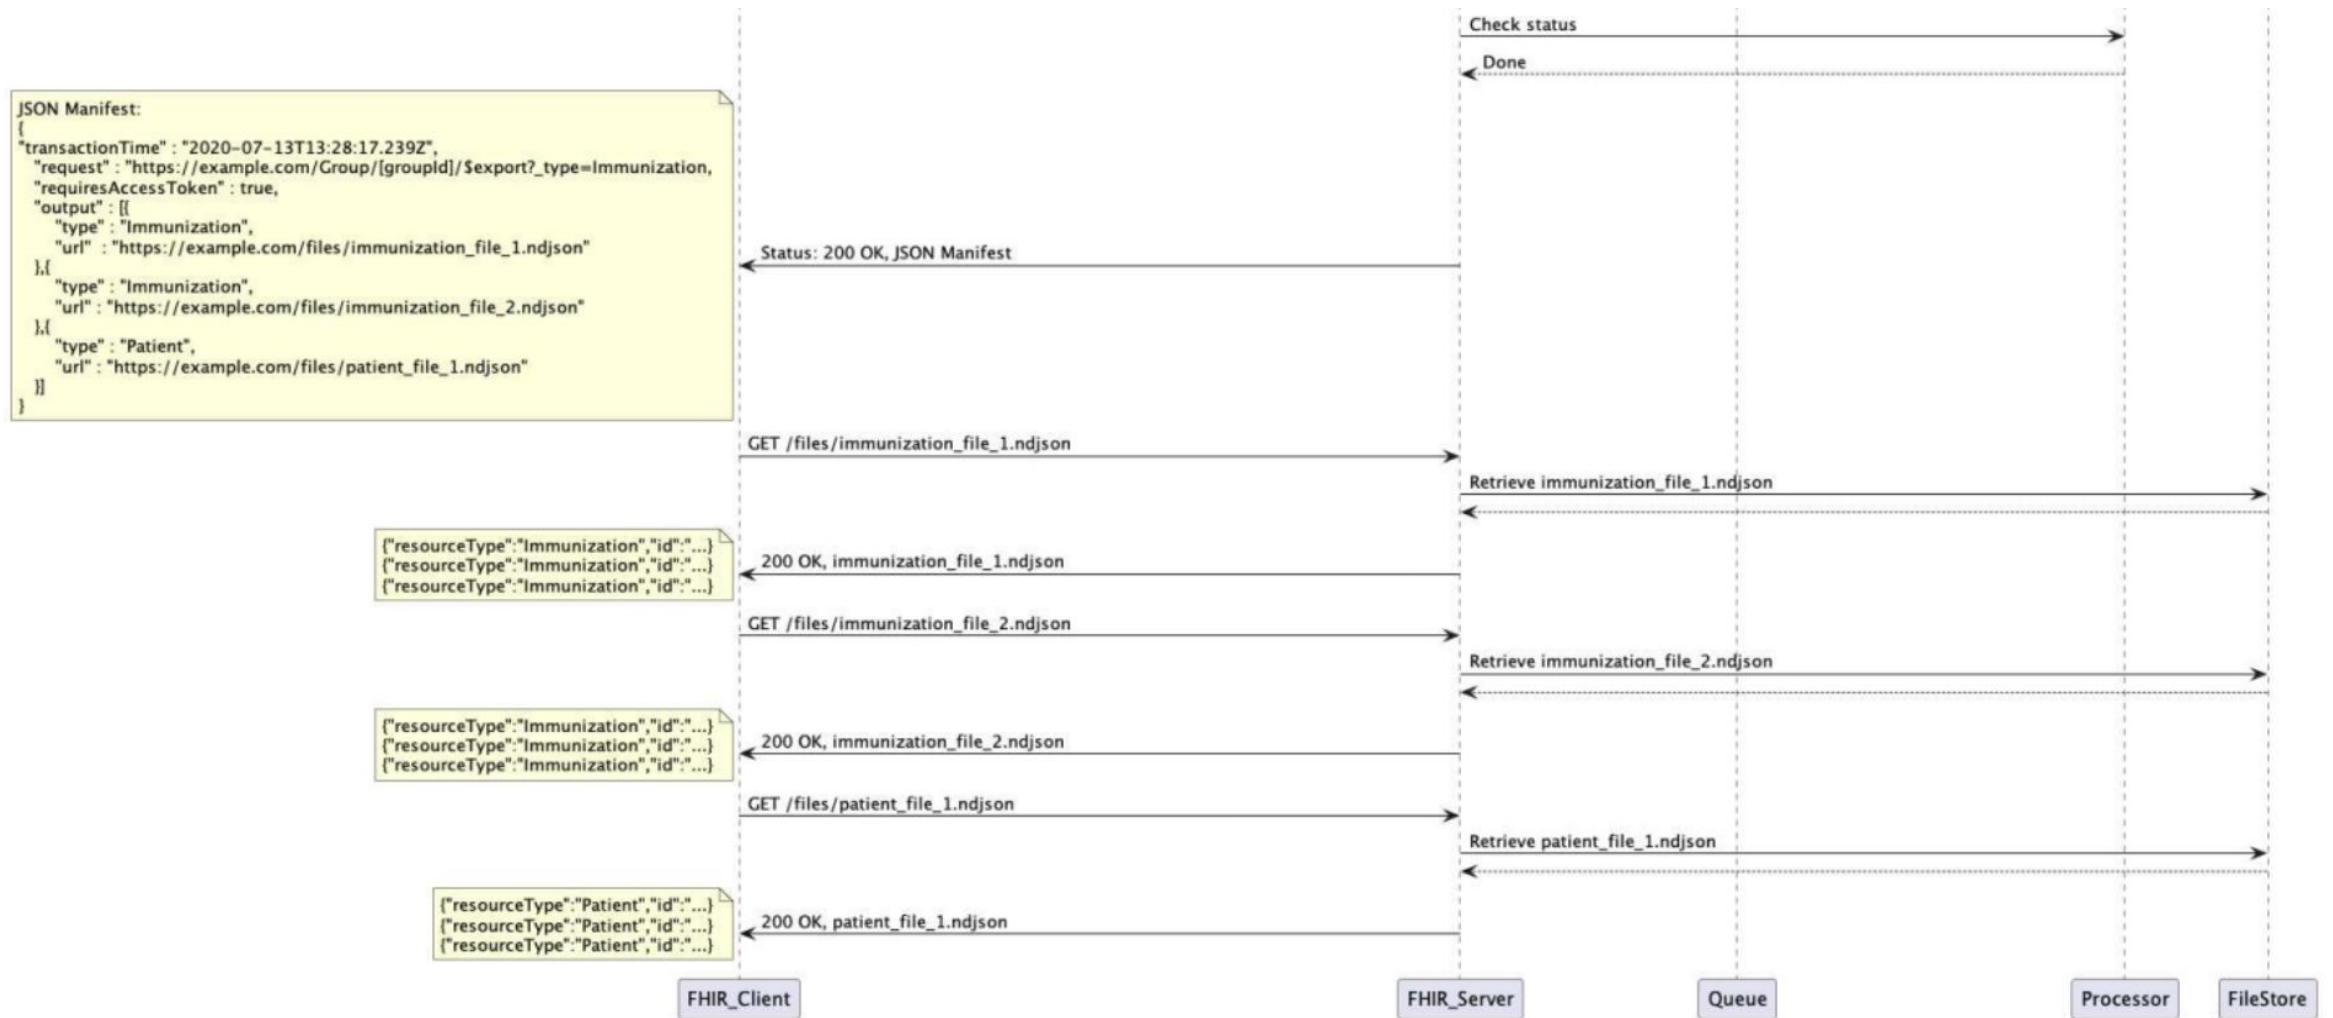 Check status
Done
JSON Manifest:
{
"transactionTime" : "2020-07-13T13:28:17.239Z",
"request" : "https://example.com/Group/[groupId]/$export?_type=Immunization,
"requiresAccessToken" : true,
"output" : [{
"type" : "Immunization",
"url" : "https://example.com/files/immunization_file_1.ndjson"
},{
"type" : "Immunization",
"url" : "https://example.com/files/immunization_file_2.ndjson"
},{
"type" : "Patient",
"url" : "https://example.com/files/patient_file_1.ndjson"
}]
}
Status: 200 OK, JSON Manifest
GET /files/immunization_file_1.ndjson
Retrieve immunization_file_1.ndjson
{"resourceType":"Immunization","id":"...}
{"resourceType":"Immunization","id":"...}
{"resourceType":"Immunization","id":"...}
200 OK, immunization_file_1.ndjson
GET /files/immunization_file_2.ndjson
Retrieve immunization_file_2.ndjson
{"resourceType":"Immunization","id":"...}
{"resourceType":"Immunization","id":"...}
{"resourceType":"Immunization","id":"...}
200 OK, immunization_file_2.ndjson
GET /files/patient_file_1.ndjson
Retrieve patient_file_1.ndjson
{"resourceType":"Patient","id":"...}
{"resourceType":"Patient","id":"...}
{"resourceType":"Patient","id":"...}
200 OK, patient_file_1.ndjson
FHIR_Client
FHIR_Server
Queue
Processor
FileStore